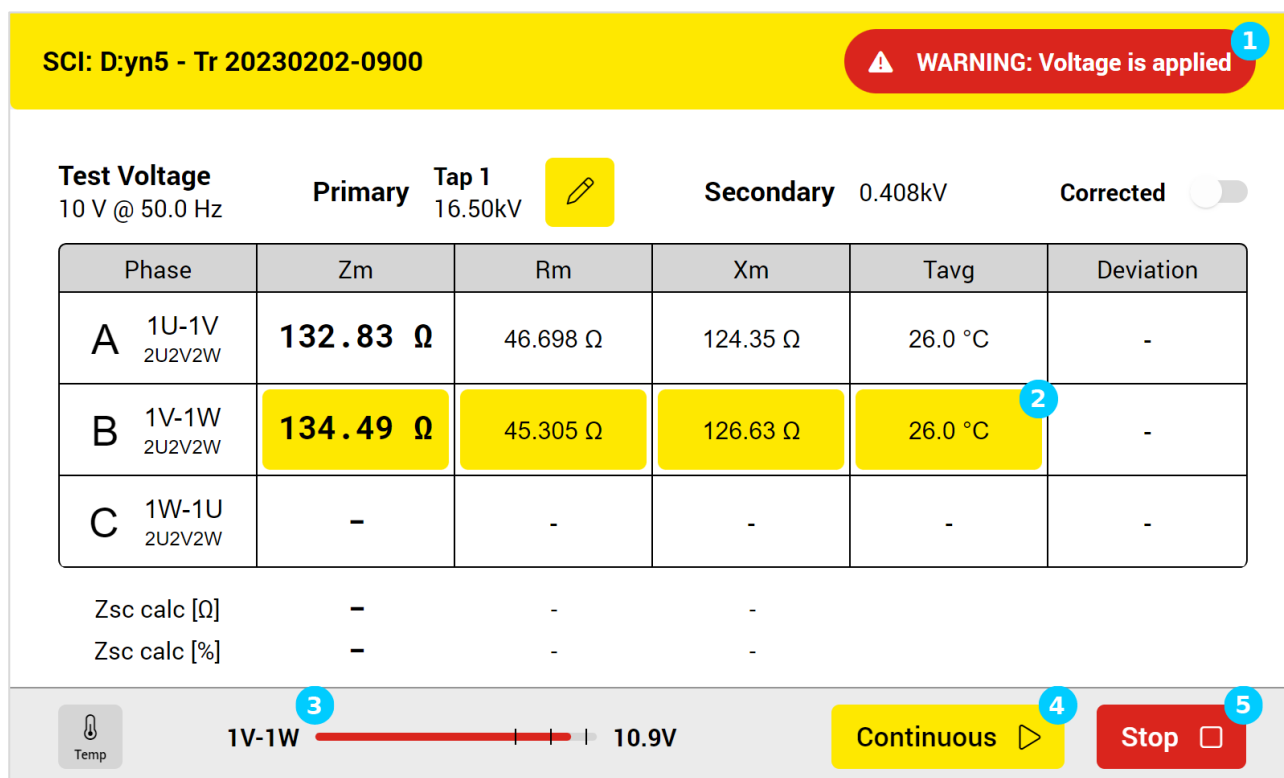 SCI: D:yn5 - Tr 20230202-0900
WARNING: Voltage is applied
1
Test Voltage
10 V @ 50.0 Hz
Primary
Tap 1
16.50kV
Secondary 0.408kV
Corrected
Phase Zm Rm Xm Tavg Deviation
A 1U-1V 2U2V2W 132.83 Ω 46.698 Ω 124.35 Ω 26.0 °C -
2
B 1V-1W 2U2V2W 134.49 Ω 45.305 Ω 126.63 Ω 26.0 °C -
C 1W-1U 2U2V2W - - - - -
Zsc calc [Ω] - - -
Zsc calc [%] - - -
Temp
3
1V-1W 10.9V
4
Continuous
5
Stop